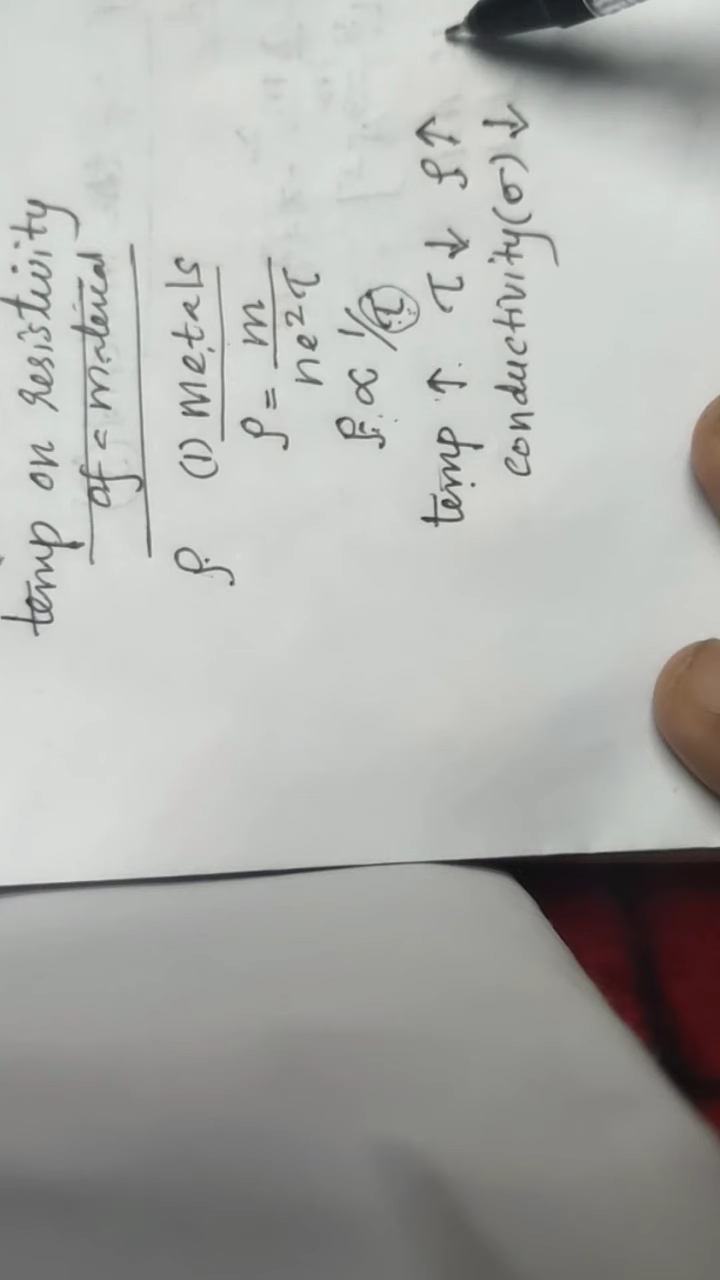 temp on resistivity
of = material
ρ (1) metals
ρ = m / ne²τ
ρ ∝ 1/τ
temp ↑ τ ↓ ρ ↑
conductivity (σ) ↓